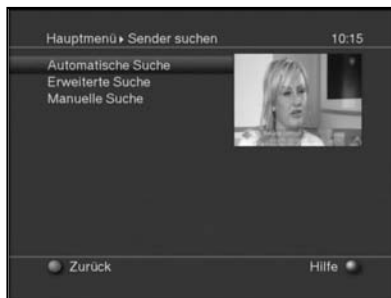 Hauptmenü ▸ Sender suchen 10:15
Automatische Suche
Erweiterte Suche
Manuelle Suche
Zurück Hilfe